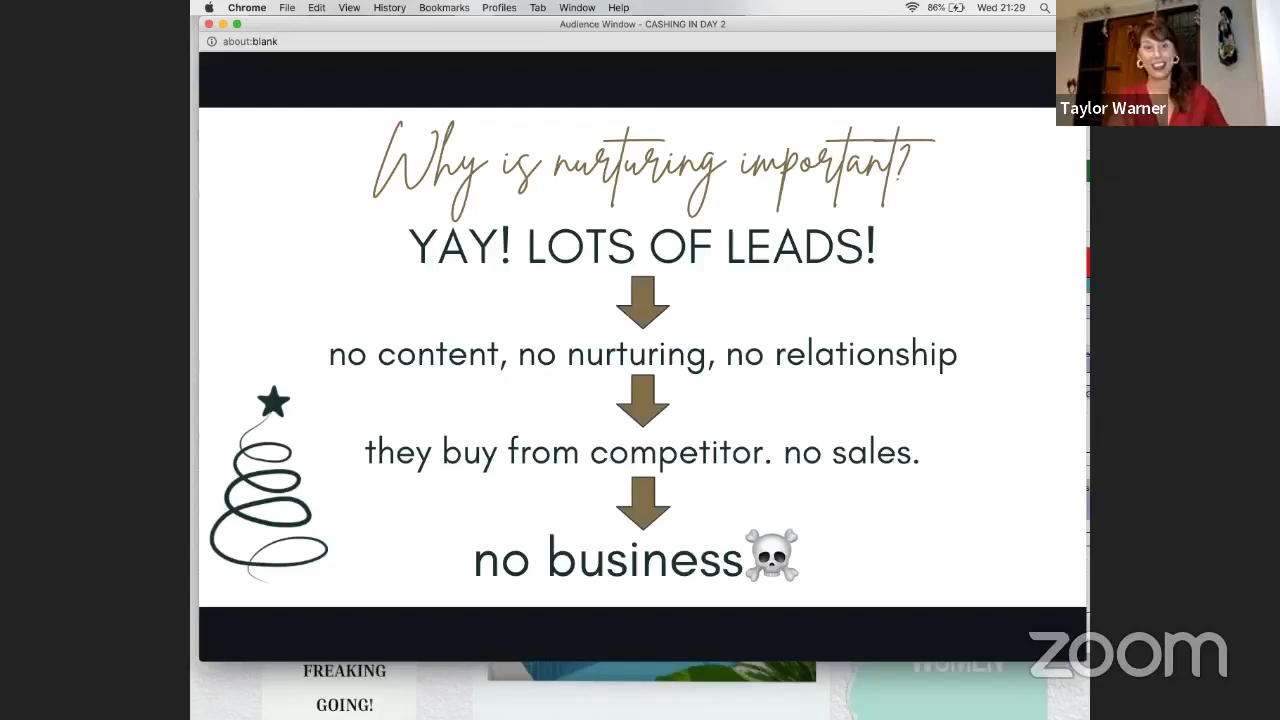 Chrome File Edit View History Bookmarks Profiles Tab Window Help 86% Wed 21:29
Audience Window - CASHING IN DAY 2
about:blank
Taylor Warner
Why is nurturing important?
YAY! LOTS OF LEADS!
no content, no nurturing, no relationship
they buy from competitor. no sales.
no business☠
FREAKING
GOING!
WOMEN
zoom